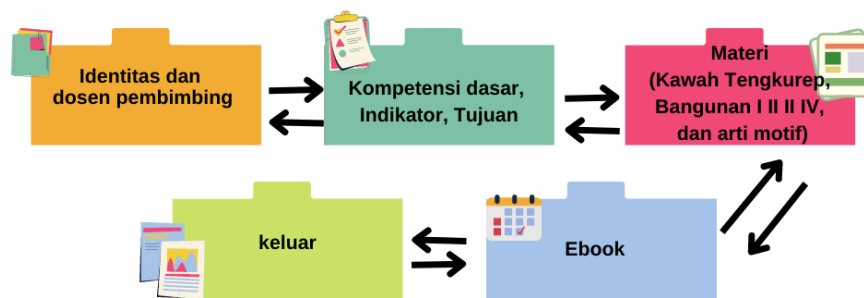 Identitas dan
dosen pembimbing
Kompetensi dasar,
Indikator, Tujuan
Materi
(Kawah Tengkurep,
Bangunan I II II IV,
dan arti motif)
keluar
Ebook